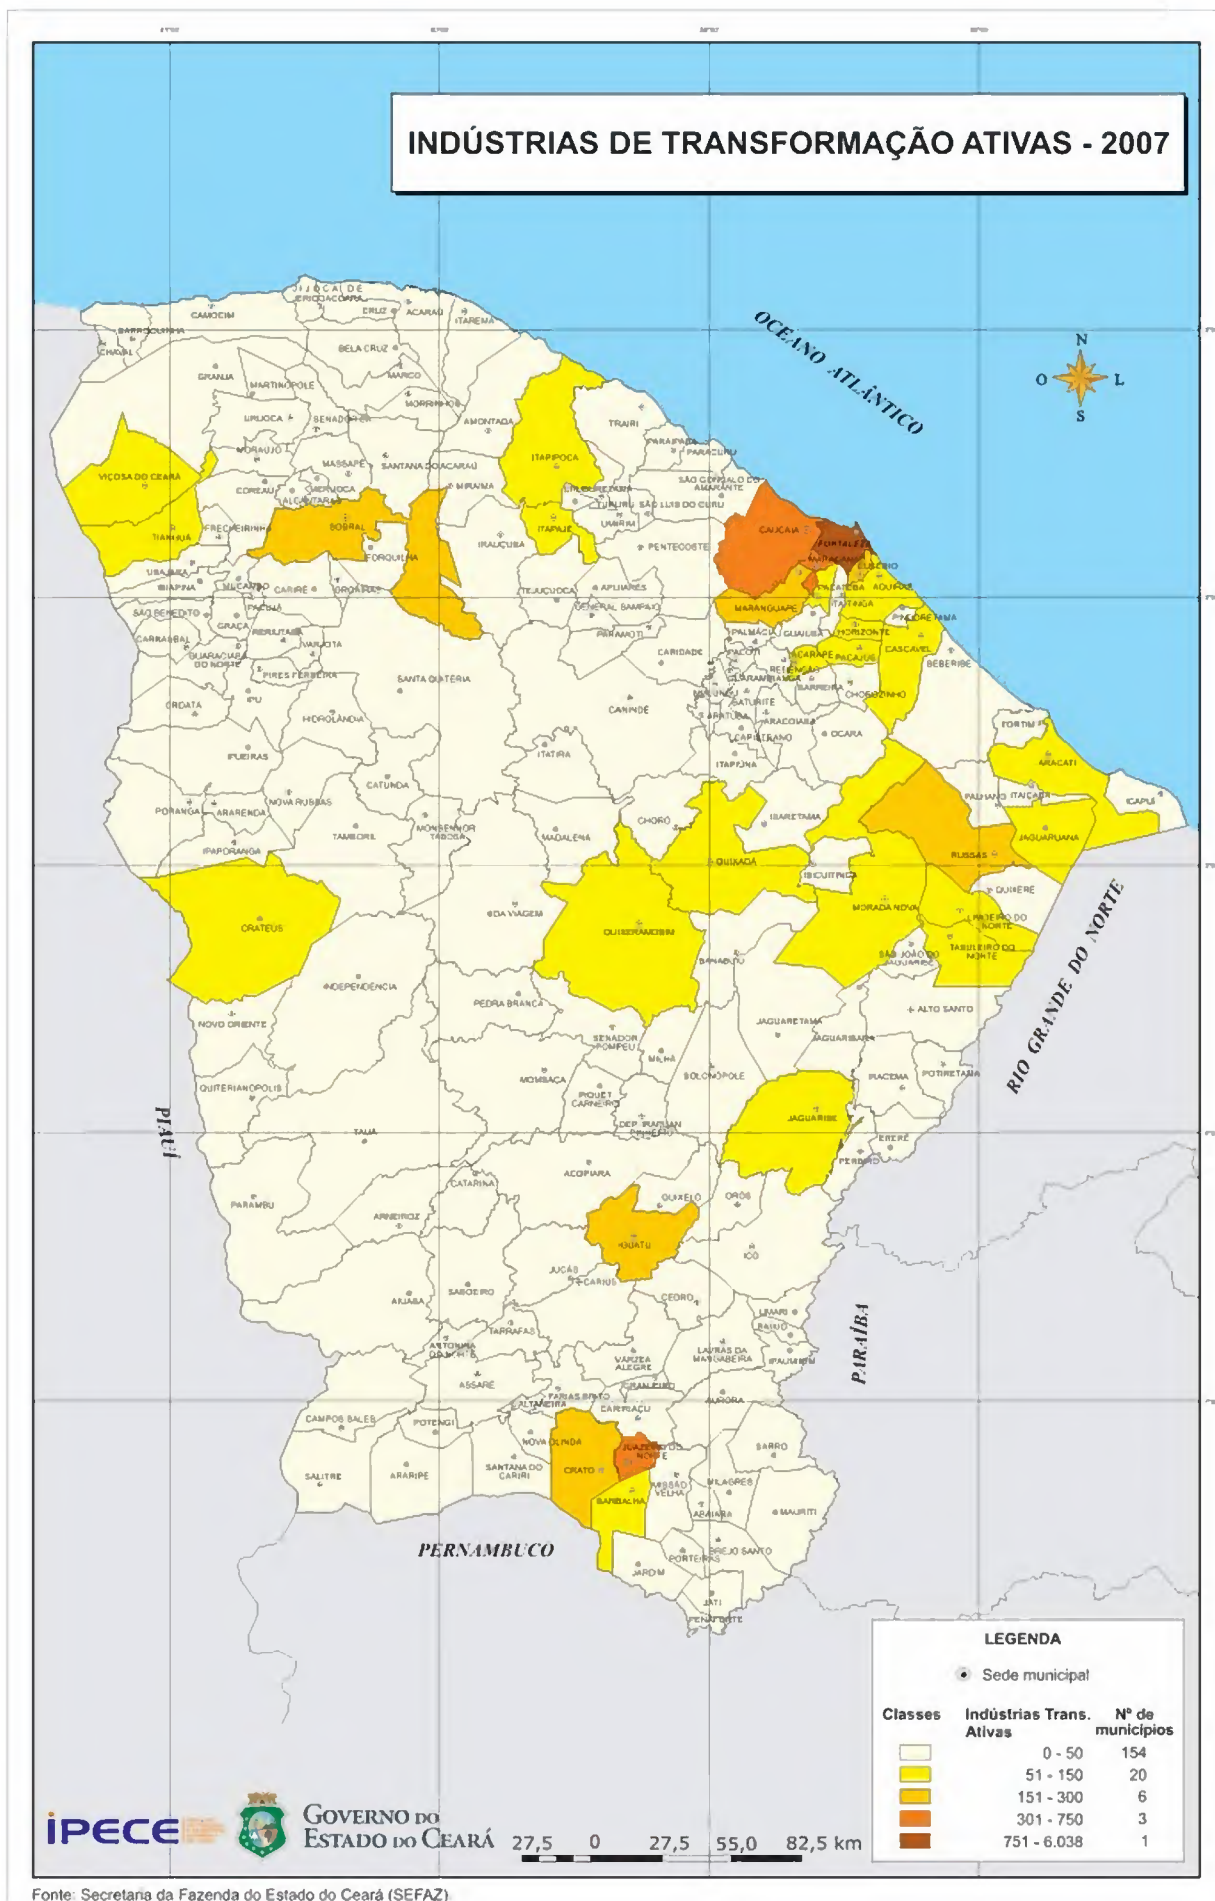 INDÚSTRIAS DE TRANSFORMAÇÃO ATIVAS - 2007
OCEANO ATLÂNTICO
N
O
L
S
JIJOCA DE
CAMOCIM
CRUZ
ACARAÚ
ITAREMA
BARROQUINHA
CHAVAL
BELA CRUZ
GRANJA
MARCO
MARTINÓPOLE
MORRINHOS
URUOCA
AMONTADA
TRAIRI
ITAPIPOCA
PARAIPABA
PARACURU
MORAÚJO
MASSAPÊ
SANTANA DO ACARAÚ
VIÇOSA DO CEARÁ
MIRAÍMA
SÃO GONÇALO DO
AMARANTE
COREAÚ
ALCÂNTARAS
TURURU
SÃO LUIS DO CURU
UMIRIM
TIANGUÁ
FRECHEIRINHA
SOBRAL
ITAPAJÉ
CAUCAIA
FORTALEZA
FORQUILHA
IRAUÇUBA
PENTECOSTE
EUSÉBIO
UBAJARA
IBIAPINA
MUCAMBO
CARIRÉ
GROAÍRAS
TEJUÇUOCA
APUIARÉS
GENERAL SAMPAIO
MARANGUAPE
PACATUBA
AQUIRAZ
ITAITINGA
PINDORETAMA
SÃO BENEDITO
PACUJÁ
GRAÇA
RERIUTABA
CARNAUBAL
GUARACIABA
DO NORTE
VARJOTA
PIRES FERREIRA
PARAMOTI
CARIDADE
PALMÁCIA
GUAIÚBA
HORIZONTE
CASCAVEL
BEBERIBE
PACOTI
ACARAPE
PACAJUS
REDENÇÃO
GUARAMIRANGA
BARREIRA
CHOROZINHO
CROATÁ
IPU
SANTA QUITÉRIA
CANINDÉ
HIDROLÂNDIA
ARATUBA
ARACOIABA
CAPISTRANO
OCARA
FORTIM
IPUEIRAS
ITATIRA
ITAPIÚNA
ARACATI
CATUNDA
PORANGA
ARARENDÁ
NOVA RUSSAS
TAMBORIL
MONSENHOR
TABOSA
MADALENA
CHORÓ
IBARETAMA
PALHANO
ITAIÇABA
ICAPUÍ
JAGUARUANA
IPAPORANGA
QUIXADÁ
IBICUITINGA
RUSSAS
QUIXERÉ
CRATEÚS
BOA VIAGEM
QUIXERAMOBIM
MORADA NOVA
LIMOEIRO DO
NORTE
TABULEIRO DO
NORTE
SÃO JOÃO DO
JAGUARIBE
BANABUIÚ
INDEPENDÊNCIA
PEDRA BRANCA
NOVO ORIENTE
SENADOR
POMPEU
JAGUARETAMA
JAGUARIBARA
ALTO SANTO
MILHÃ
SOLONÓPOLE
QUITERIANÓPOLIS
MOMBAÇA
PIQUET
CARNEIRO
POTIRETAMA
JAGUARIBE
ERERÊ
PEREIRO
TAUÁ
ACOPIARA
CATARINA
PARAMBU
ARNEIROZ
QUIXELÔ
ORÓS
IGUATU
ICÓ
JUCÁS
CARIÚS
AIUABA
SABOEIRO
CEDRO
UMARI
BAIXIO
IPAUMIRIM
TARRAFAS
ANTONINA
DO NORTE
VÁRZEA
ALEGRE
LAVRAS DA
MANGABEIRA
ASSARÉ
GRANJEIRO
FARIAS BRITO
ALTANEIRA
CARIRIAÇU
AURORA
CAMPOS SALES
POTENGI
NOVA OLINDA
SANTANA DO
CARIRI
JUAZEIRO DO
NORTE
BARRO
SALITRE
ARARIPE
CRATO
MISSÃO
VELHA
MILAGRES
BARBALHA
ABAIARA
MAURITI
BREJO SANTO
PORTEIRAS
JARDIM
JATI
PENAFORTE
PIAUÍ
RIO GRANDE DO NORTE
PARAÍBA
PERNAMBUCO
LEGENDA
Sede municipal
Classes Indústrias Trans. Ativas Nº de municípios
0 - 50 154
51 - 150 20
151 - 300 6
301 - 750 3
751 - 6.038 1
iPECE
GOVERNO DO
ESTADO DO CEARÁ
27,5 0 27,5 55,0 82,5 km
Fonte: Secretaria da Fazenda do Estado do Ceará (SEFAZ)